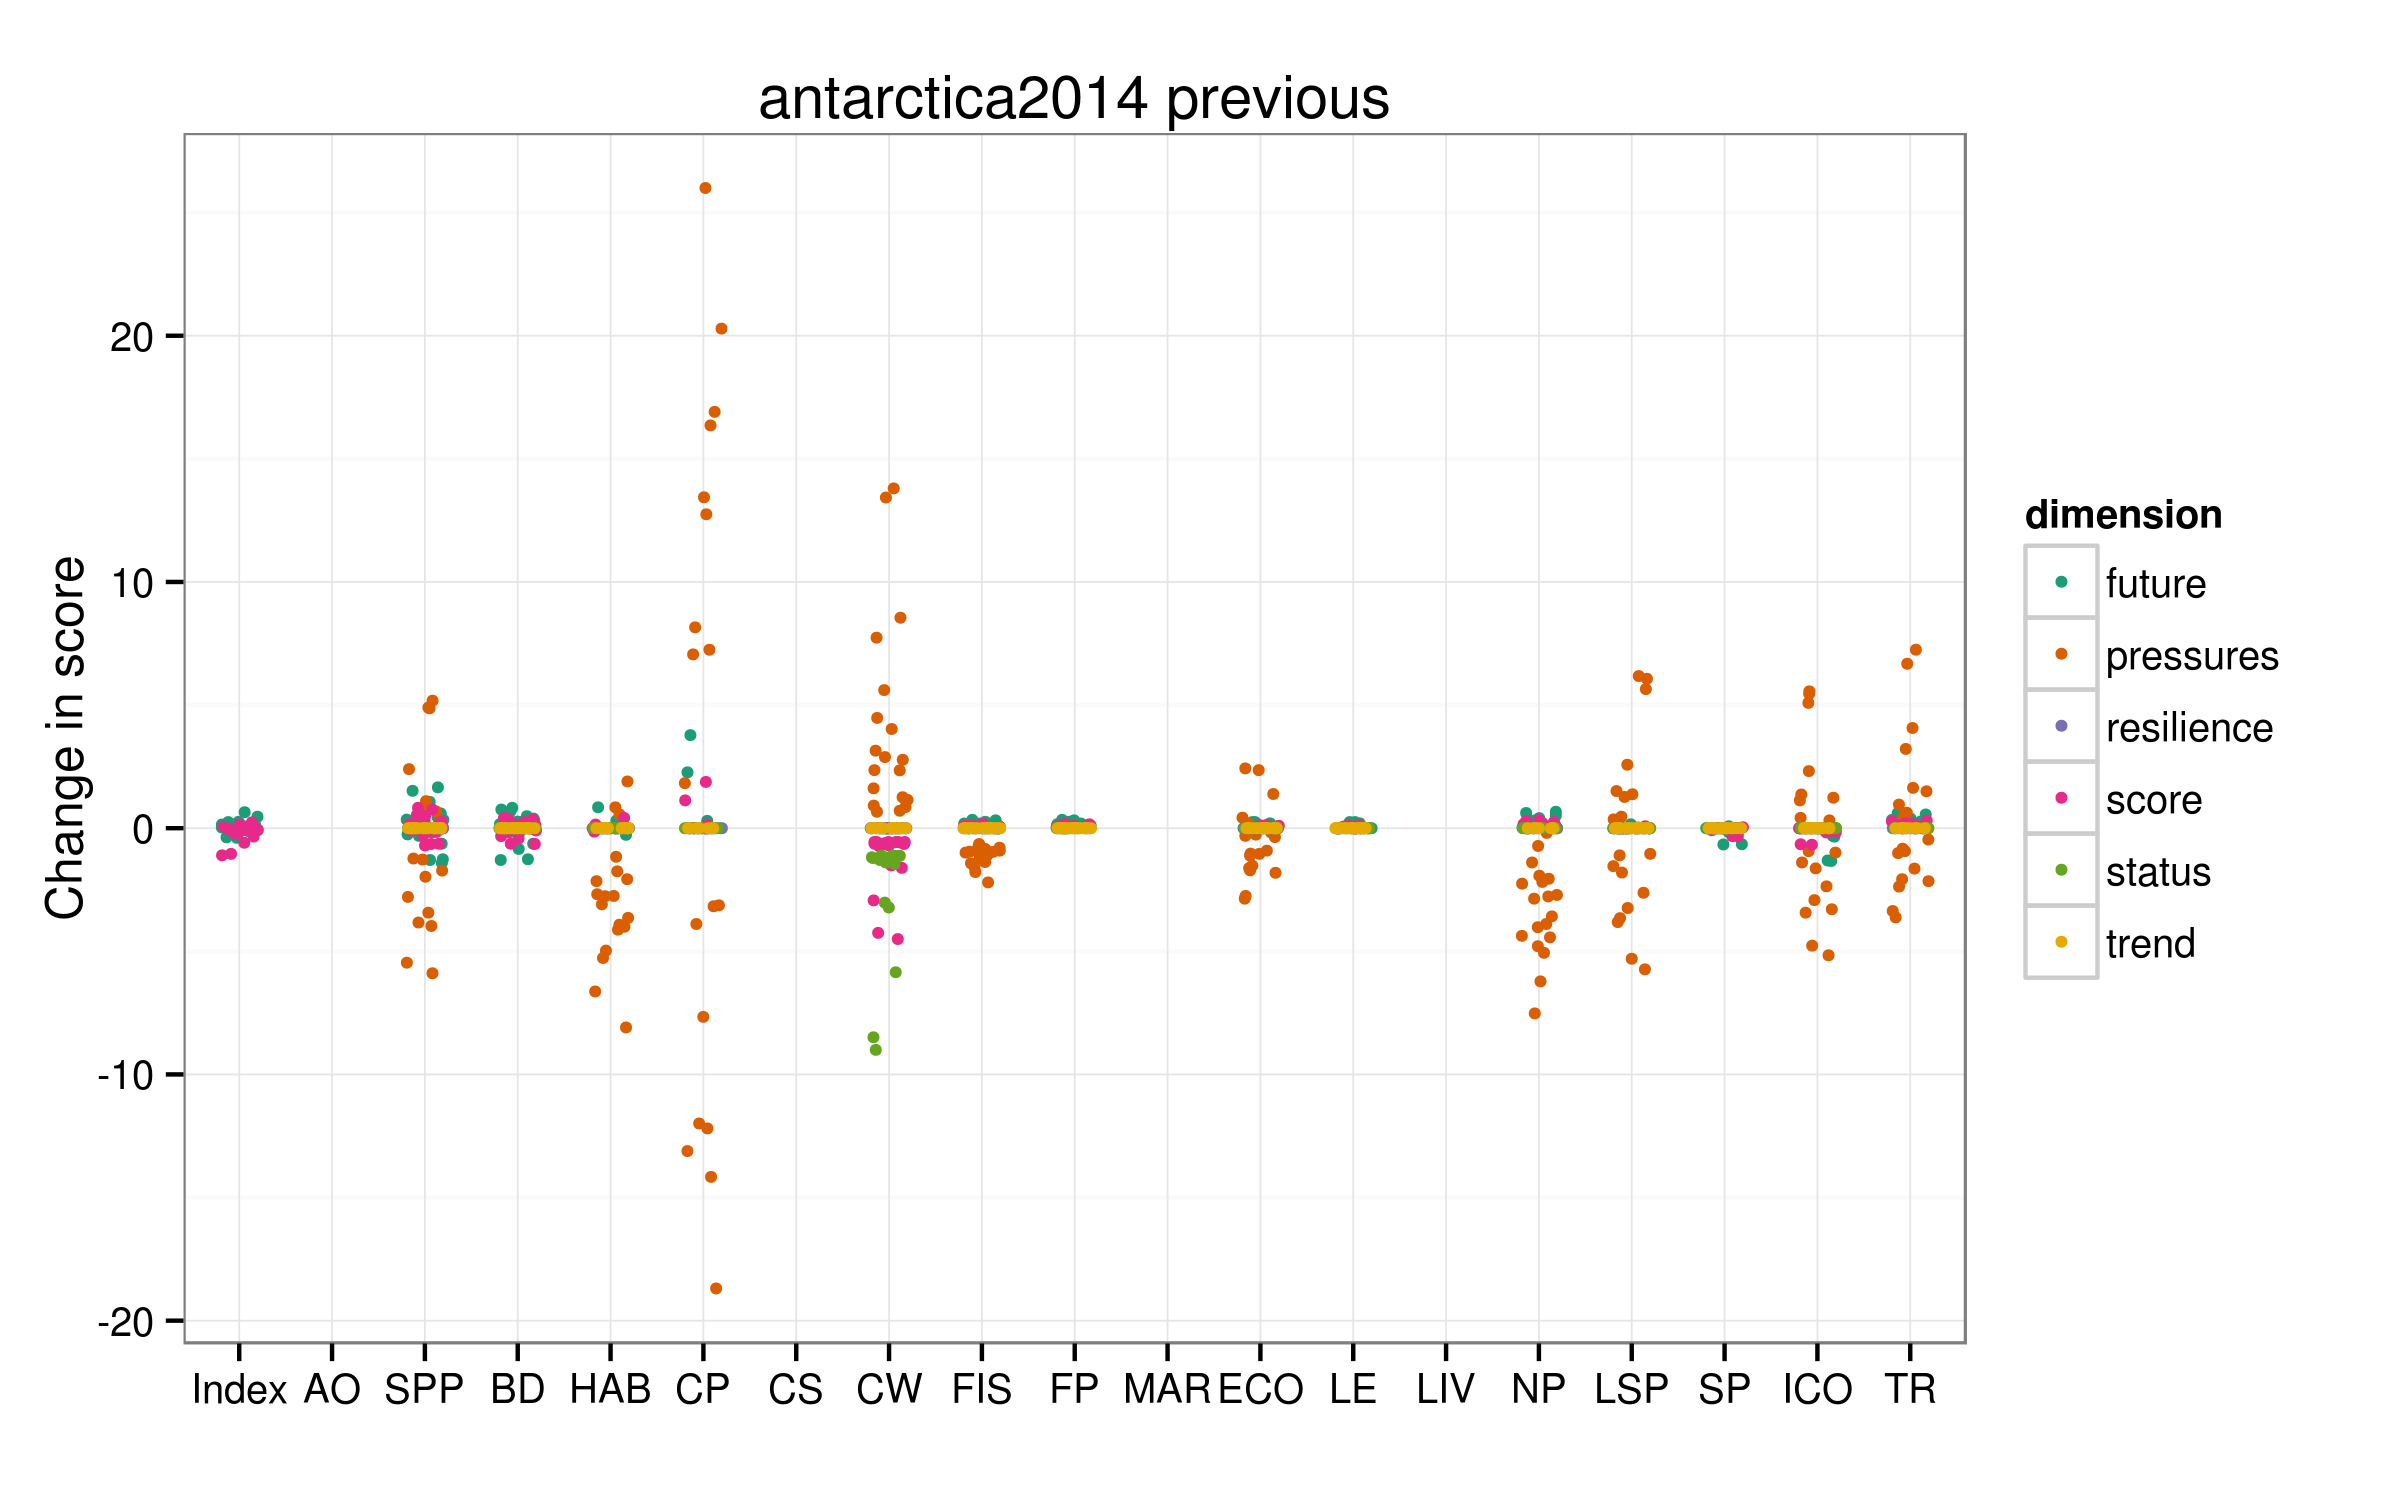 antarctica2014 previous
Change in score
20
10
0
-10
-20
Index AO SPP BD HAB CP CS CW FIS FP MAR ECO LE LIV NP LSP SP ICO TR
dimension
future
pressures
resilience
score
status
trend